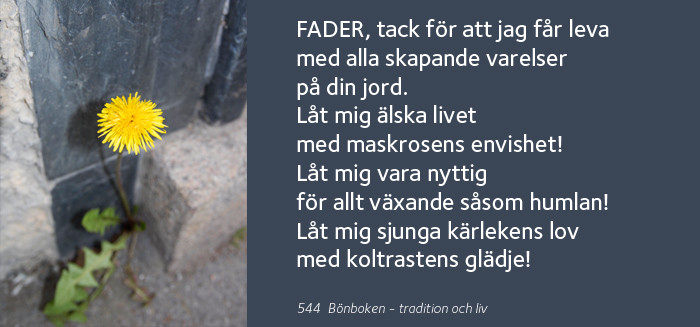 FADER, tack för att jag får leva
med alla skapande varelser
på din jord.
Låt mig älska livet
med maskrosens envishet!
Låt mig vara nyttig
för allt växande såsom humlan!
Låt mig sjunga kärlekens lov
med koltrastens glädje!
544 Bönboken – tradition och liv